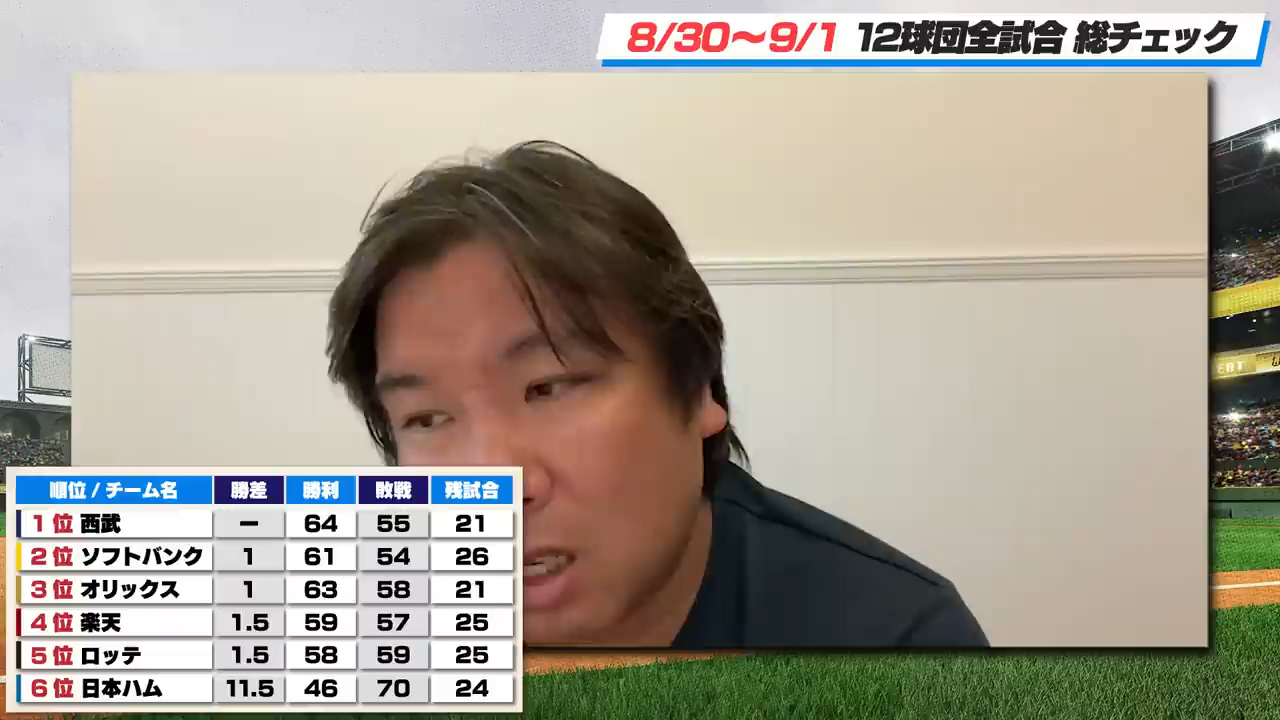 8/30〜9/1 12球団全試合 総チェック
EAT
順位 / チーム名 勝差 勝利 敗戦 残試合
1位 西武 ー 64 55 21
2位 ソフトバンク 1 61 54 26
3位 オリックス 1 63 58 21
4位 楽天 1.5 59 57 25
5位 ロッテ 1.5 58 59 25
6位 日本ハム 11.5 46 70 24